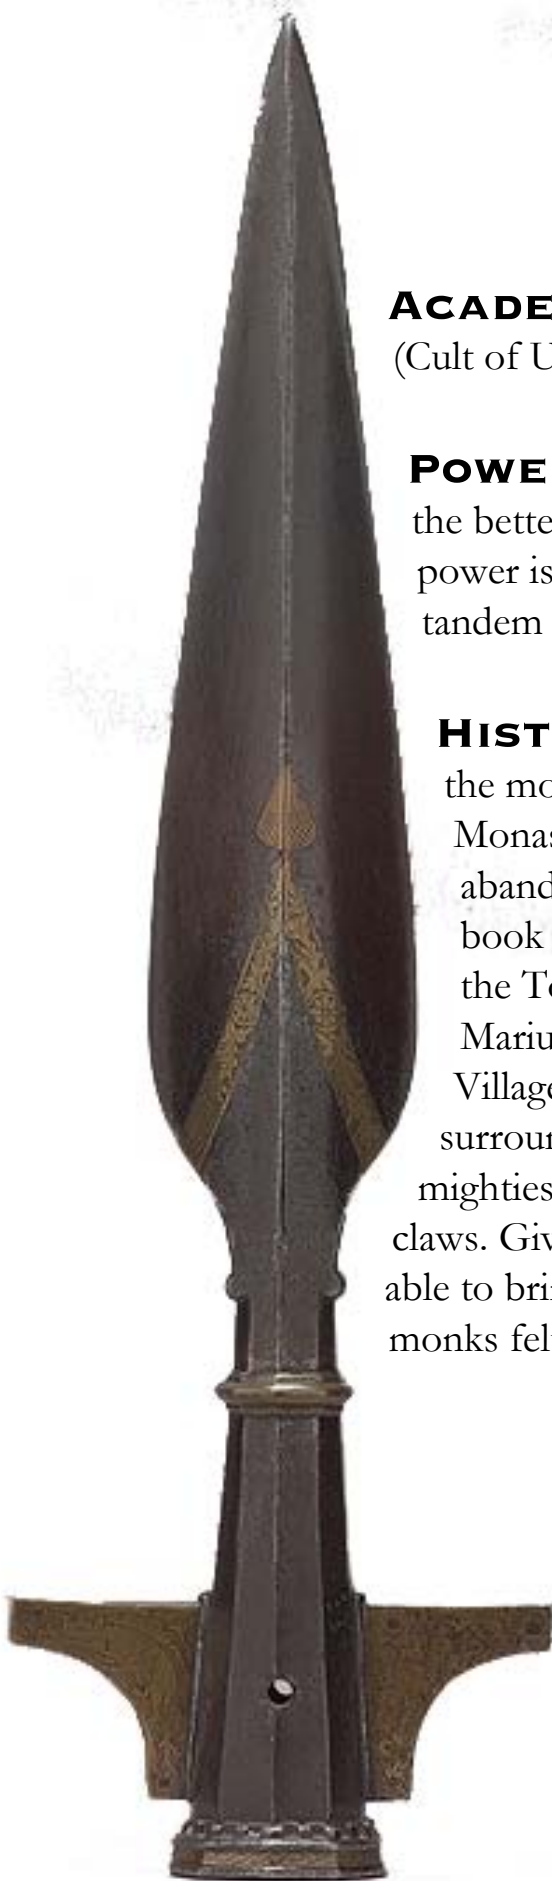 ACADE
(Cult of U
POWE
the bette
power is
tandem
HIST
the mo
Monas
aband
book
the To
Mariu
Village
surroun
mighties
claws. Giv
able to bri
monks fel